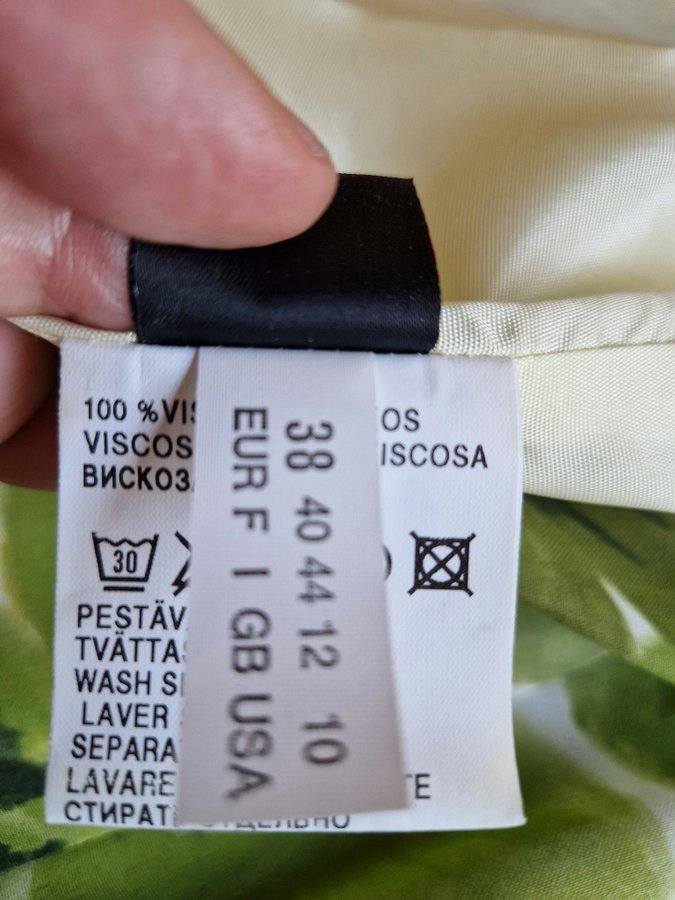 100 %VIS
OS
VISCOS
ISCOSA
ВИСКОЗ
30
PESTÄV
TVÄTTAS
WASH S
LAVER
SEPARA
LAVARE
TE
СТИРАТ
ОТДЕЛЬНО
38 40 44 12 10
EUR F I GB USA